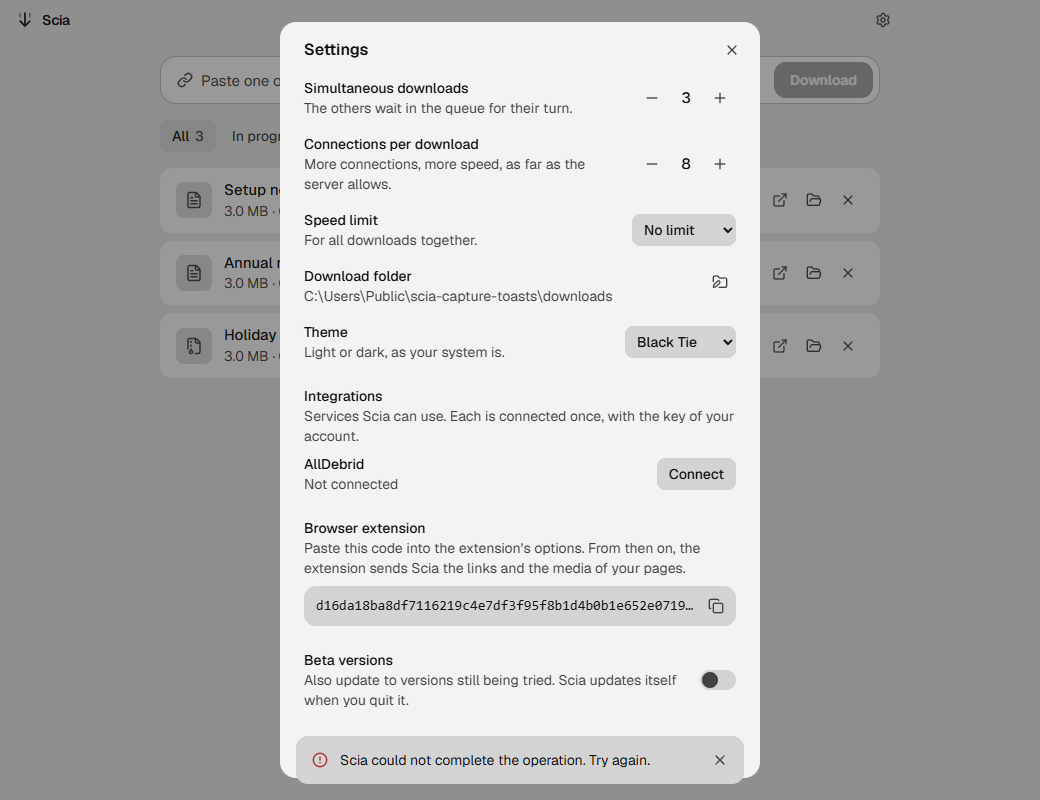 Scia
Settings
Paste one o
Download
Simultaneous downloads
The others wait in the queue for their turn.
3
All 3
In progr
Connections per download
More connections, more speed, as far as the
server allows.
8
Setup n
3.0 MB ·
Speed limit
For all downloads together.
No limit
Annual r
3.0 MB ·
Download folder
C:\Users\Public\scia-capture-toasts\downloads
Holiday
3.0 MB ·
Theme
Light or dark, as your system is.
Black Tie
Integrations
Services Scia can use. Each is connected once, with the key of your
account.
AllDebrid
Not connected
Connect
Browser extension
Paste this code into the extension's options. From then on, the
extension sends Scia the links and the media of your pages.
d16da18ba8df7116219c4e7df3f95f8b1d4b0b1e652e0719…
Beta versions
Also update to versions still being tried. Scia updates itself
when you quit it.
Scia could not complete the operation. Try again.